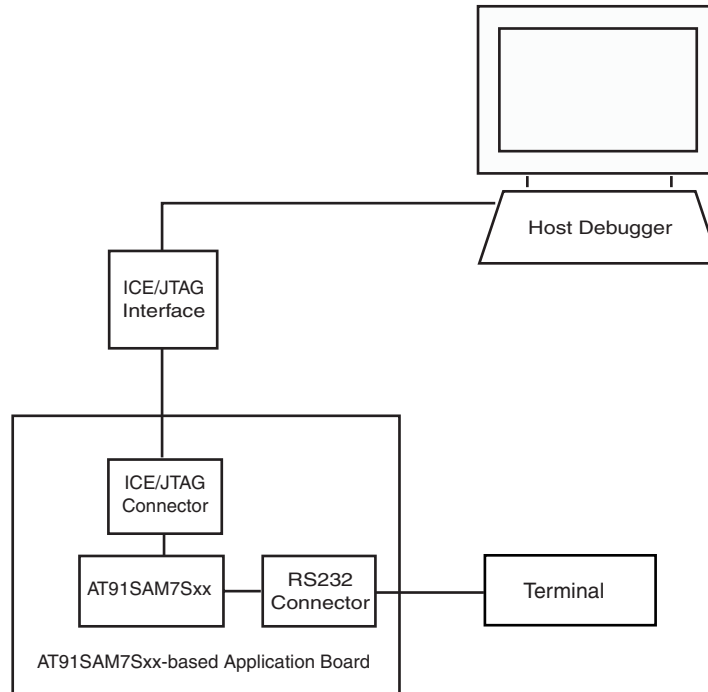 Host Debugger
ICE/JTAG
Interface
ICE/JTAG
Connector
AT91SAM7Sxx
RS232
Connector
Terminal
AT91SAM7Sxx-based Application Board